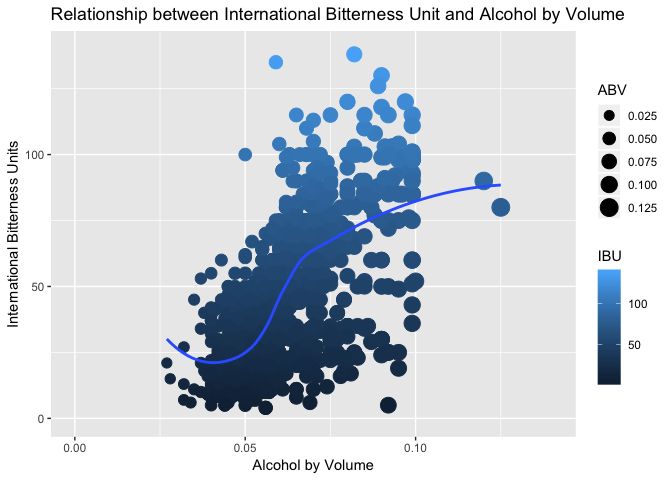 Relationship between International Bitterness Unit and Alcohol by Volume
International Bitterness Units
100
50
0
0.00
0.05
0.10
Alcohol by Volume
ABV
0.025
0.050
0.075
0.100
0.125
IBU
100
50